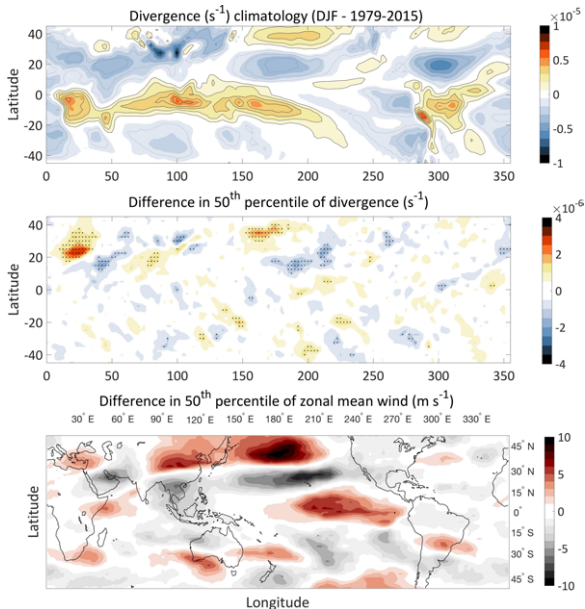 Divergence (s-1) climatology (DJF - 1979-2015)
×10-5
Latitude
40
20
0
-20
-40
1
0.5
0
-0.5
-1
0 50 100 150 200 250 300 350
Difference in 50th percentile of divergence (s-1)
×10-6
Latitude
40
20
0
-20
-40
4
2
0
-2
-4
0 50 100 150 200 250 300 350
Difference in 50th percentile of zonal mean wind (m s-1)
30° E 60° E 90° E 120° E 150° E 180° E 210° E 240° E 270° E 300° E 330° E
Latitude
45° N
30° N
15° N
0°
15° S
30° S
45° S
10
5
0
-5
-10
Longitude